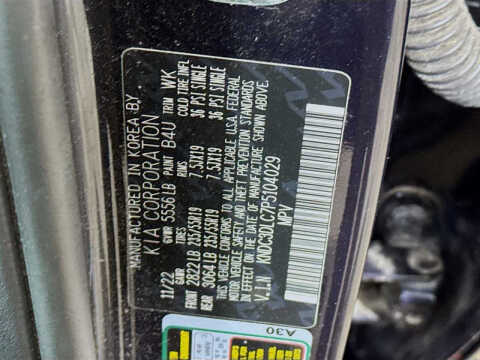 MANUFACTURED IN KOREA BY
KIA CORPORATION
11/22 GVWR 5556LB PAINT B4U TRIM WK
GAWR COLD TIRE INFL
FRONT 2822LB 235/55R19 7.5JX19 36 PSI SINGLE
REAR 3064LB 235/55R19 7.5JX19 36 PSI SINGLE
THIS VEHICLE CONFORMS TO ALL APPLICABLE U.S.A. FEDERAL
MOTOR VEHICLE SAFETY AND THEFT PREVENTION STANDARDS
IN EFFECT ON THE DATE OF MANUFACTURE SHOWN ABOVE.
V.I.N : KNDC3DLC7P5104029
MPV
A30